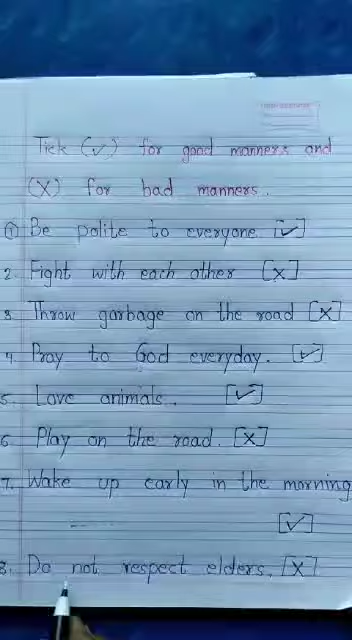 Tick (✓) for good manners and
(X) for bad manners.
① Be polite to everyone [✓]
2. Fight with each other [X]
3. Throw garbage on the road [X]
4. Pray to God everyday. [✓]
5. Love animals. [✓]
6. Play on the road. [X]
7. Wake up early in the morning
[✓]
8. Do not respect elders. [X]